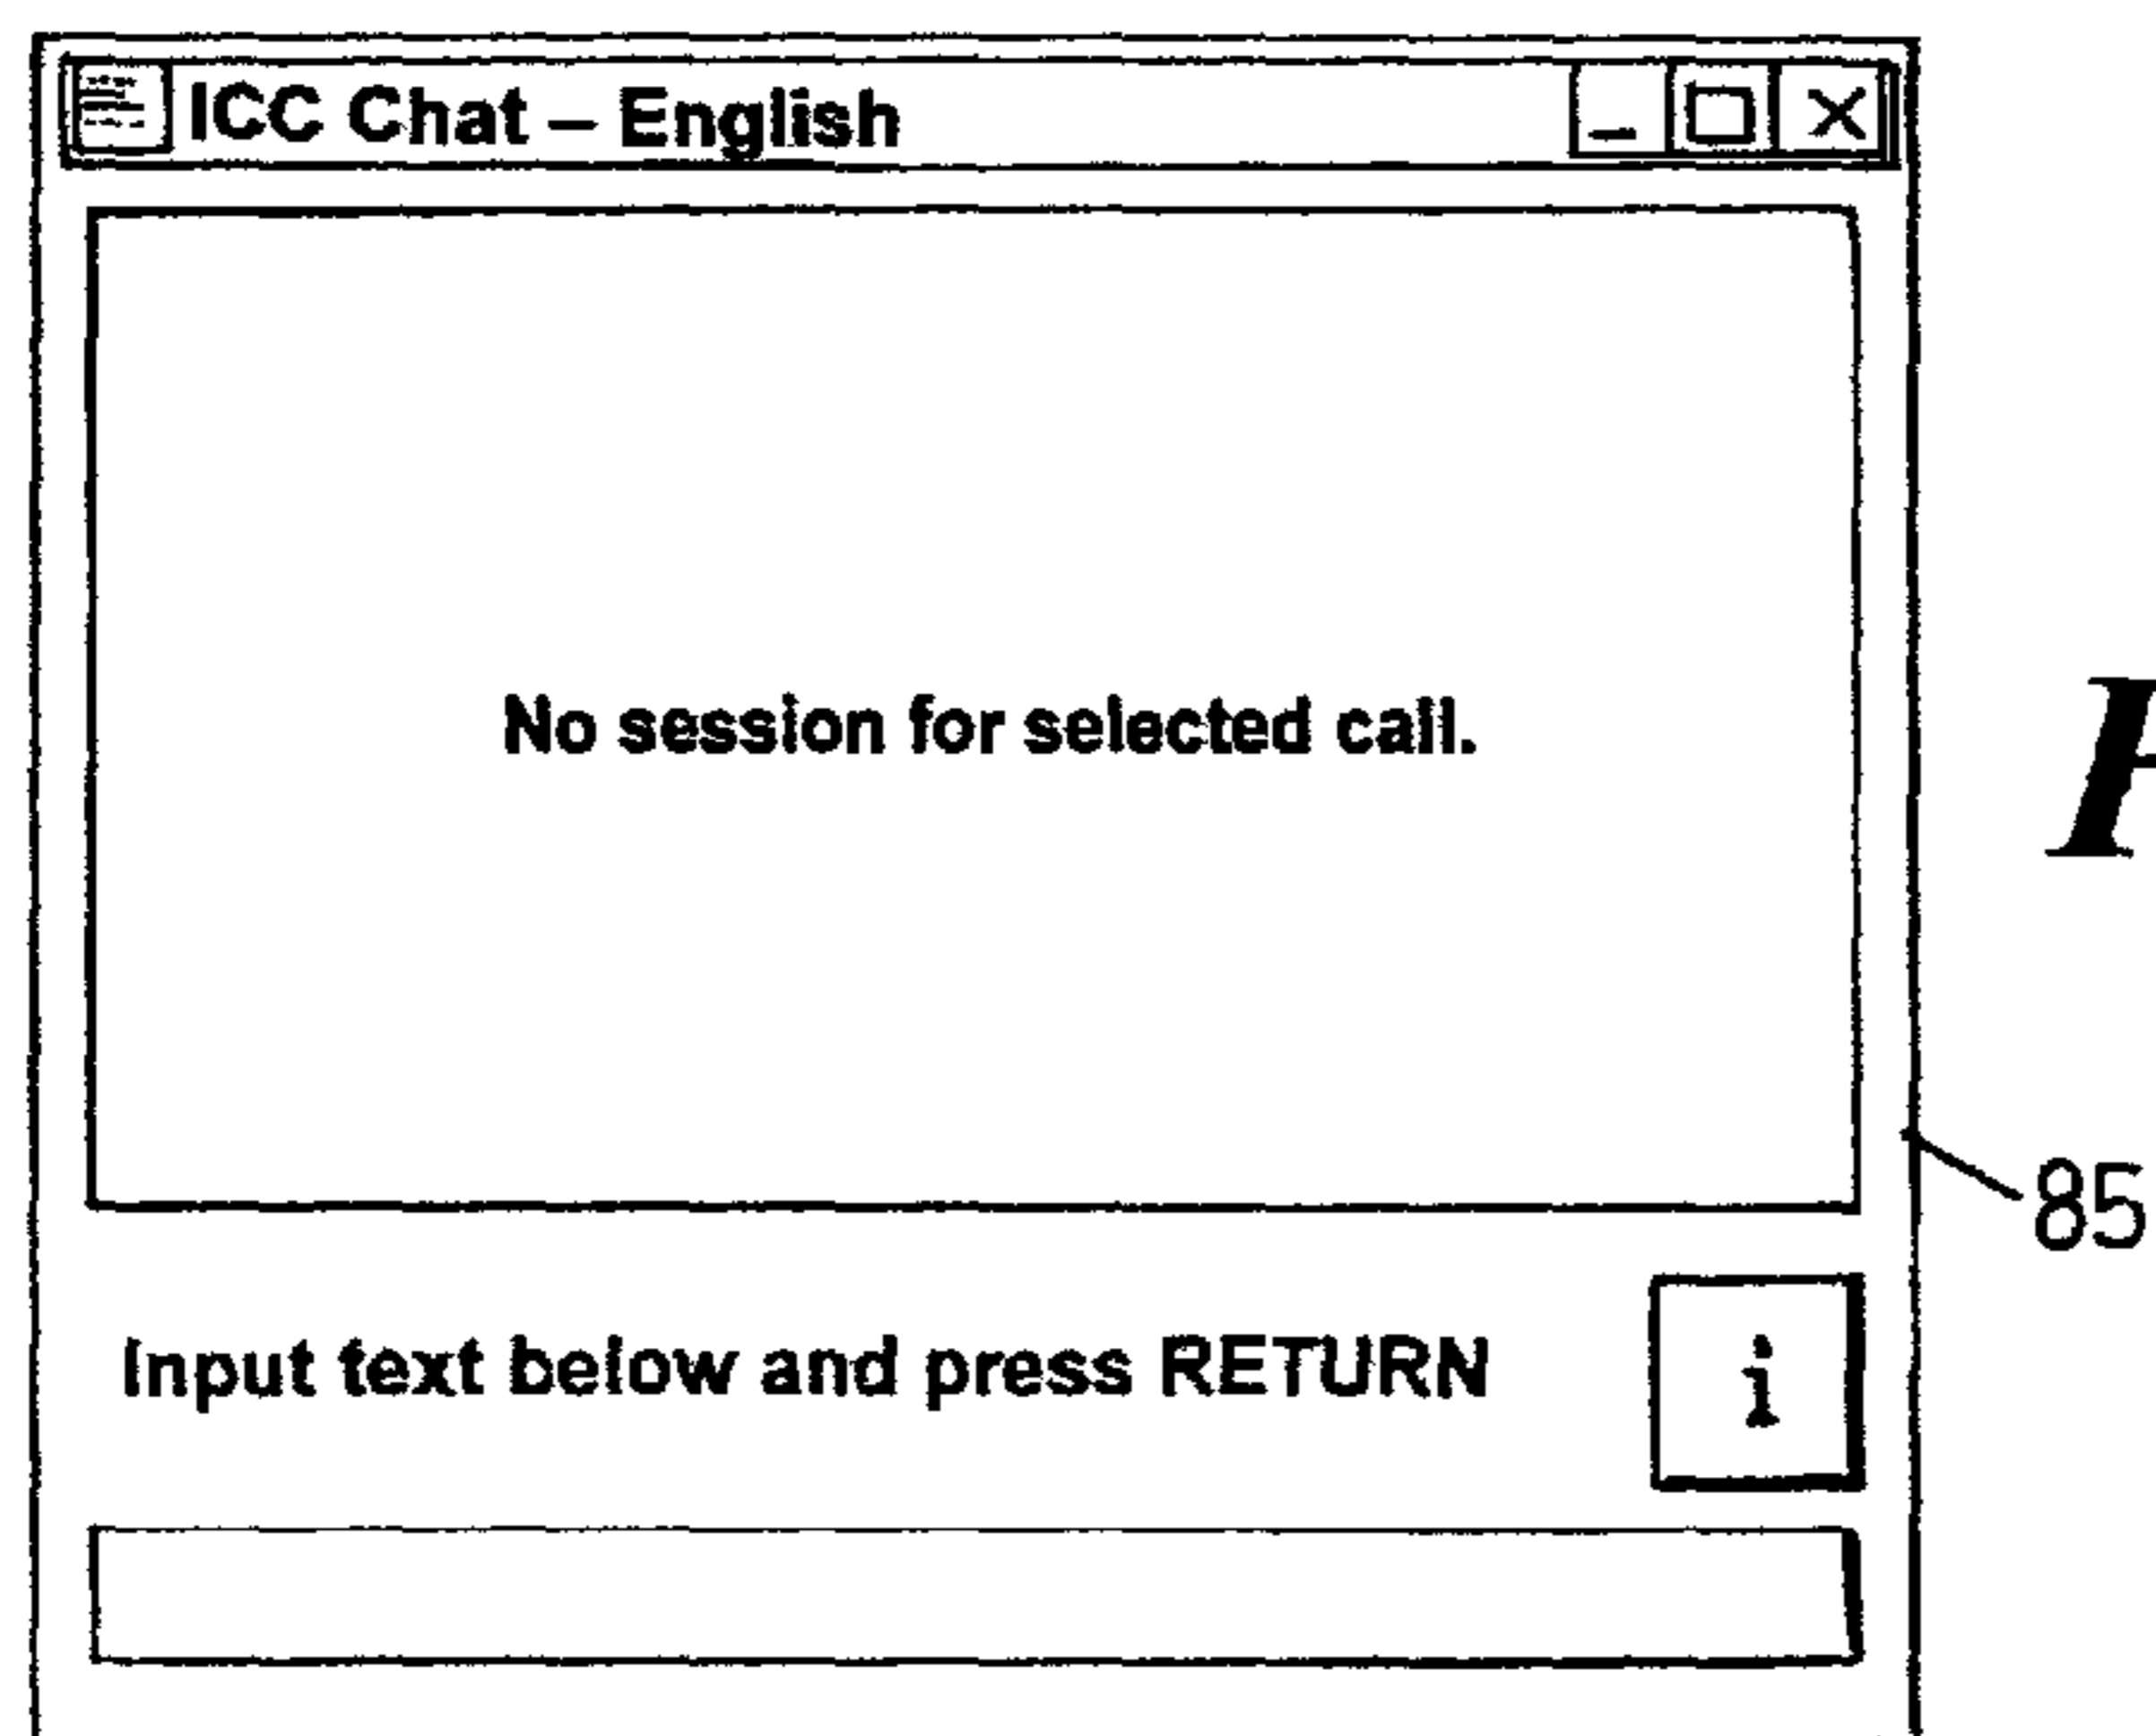 ICC Chat – English
No session for selected call.
85
Input text below and press RETURN
i